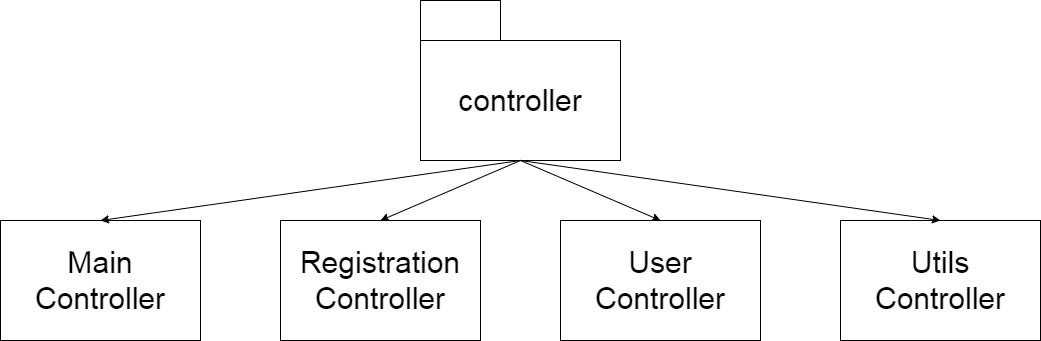 controller
Main
Controller
Registration
Controller
User
Controller
Utils
Controller